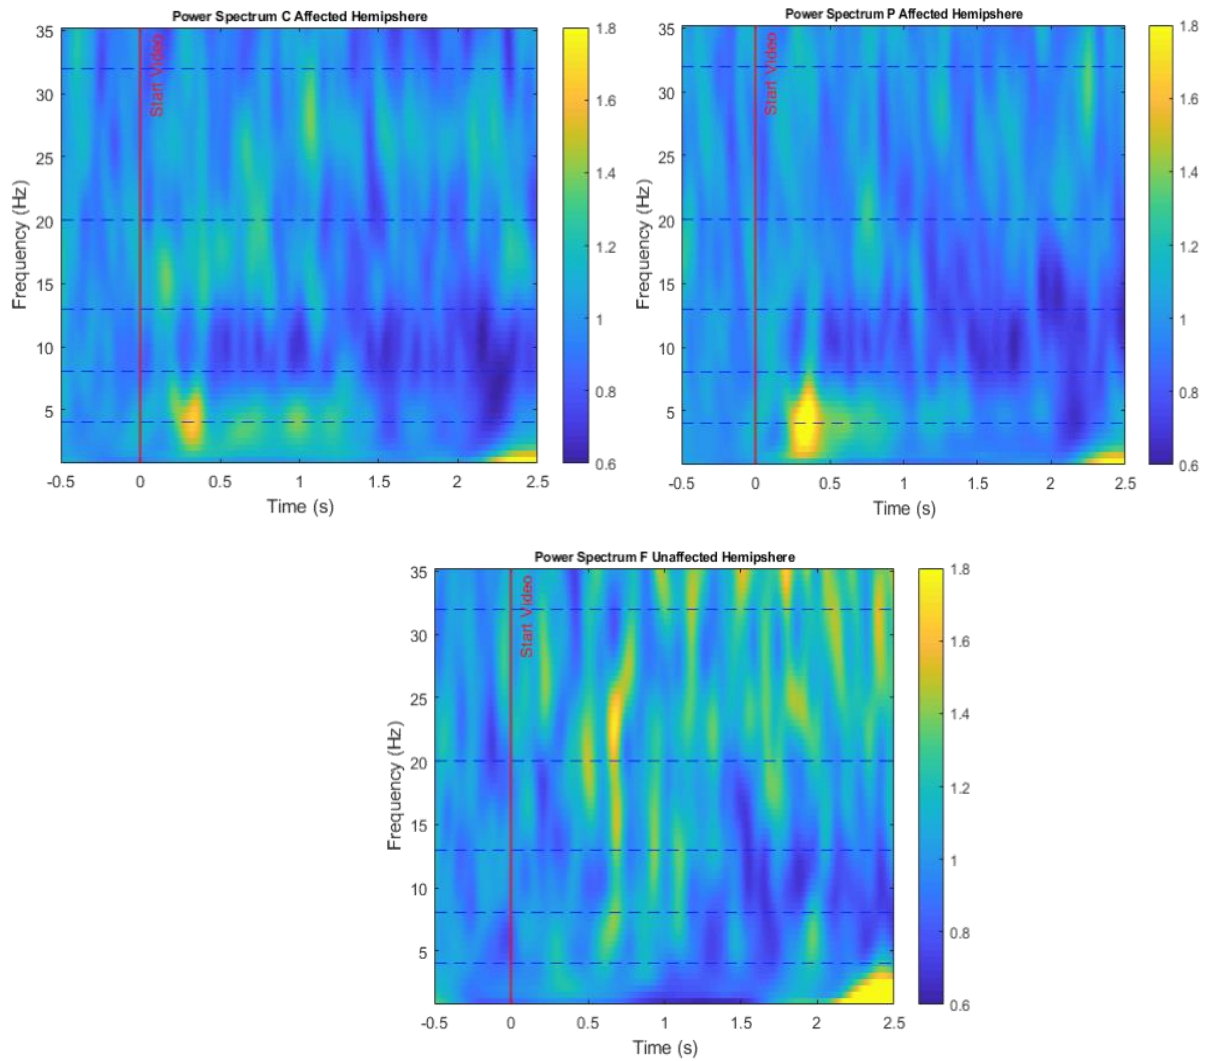 Power Spectrum C Affected Hemipshere
35
30
25
20
15
10
5
Frequency (Hz)
Start Video
-0.5 0 0.5 1 1.5 2 2.5
Time (s)
1.8
1.6
1.4
1.2
1
0.8
0.6
Power Spectrum P Affected Hemipshere
35
30
25
20
15
10
5
Frequency (Hz)
Start Video
-0.5 0 0.5 1 1.5 2 2.5
Time (s)
1.8
1.6
1.4
1.2
1
0.8
0.6
Power Spectrum F Unaffected Hemipshere
35
30
25
20
15
10
5
Frequency (Hz)
Start Video
-0.5 0 0.5 1 1.5 2 2.5
Time (s)
1.8
1.6
1.4
1.2
1
0.8
0.6